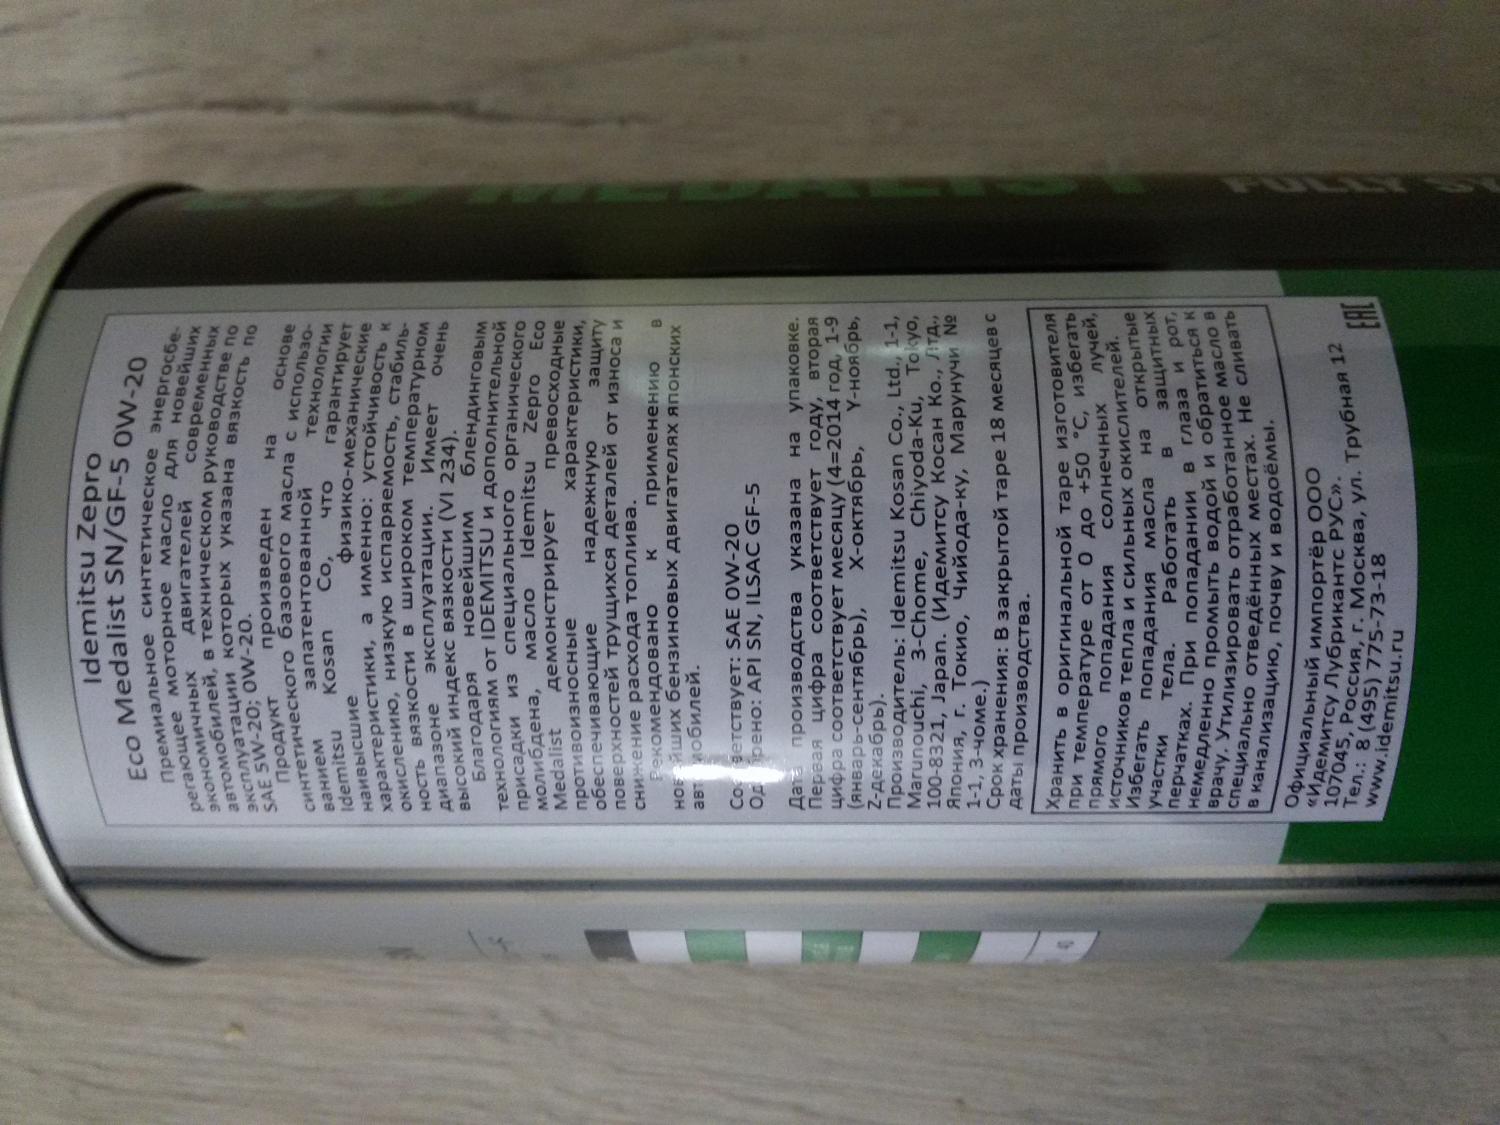 ECO MEDALIST
FULLY SY
Idemitsu Zepro
Eco Medalist SN/GF-5 0W-20
Премиальное синтетическое энергосбе-
регающее моторное масло для новейших
экономичных двигателей современных
автомобилей, в техническом руководстве по
эксплуатации которых указана вязкость по
SAE 5W-20; 0W-20.
Продукт произведен на основе
синтетического базового масла с использо-
ванием запатентованной технологии
Idemitsu Kosan Co, что гарантирует
наивысшие физико-механические
характеристики, а именно: устойчивость к
окислению, низкую испаряемость, стабиль-
ность вязкости в широком температурном
диапазоне эксплуатации. Имеет очень
высокий индекс вязкости (VI 234).
Благодаря новейшим блендинговым
технологиям от IDEMITSU и дополнительной
присадки из специального органического
молибдена, масло Idemitsu Zepro Eco
Medalist демонстрирует превосходные
противоизносные характеристики,
обеспечивающие надежную защиту
поверхностей трущихся деталей от износа и
снижение расхода топлива.
Рекомендовано к применению в
новейших бензиновых двигателях японских
автомобилей.
Соответствует: SAE 0W-20
Одобрено: API SN, ILSAC GF-5
Дата производства указана на упаковке.
Первая цифра соответствует году, вторая
цифра соответствует месяцу (4=2014 год, 1-9
(январь-сентябрь), X-октябрь, Y-ноябрь,
Z-декабрь).
Производитель: Idemitsu Kosan Co., Ltd., 1-1,
Marunouchi, 3-Chome, Chiyoda-Ku, Tokyo,
100-8321, Japan. (Идемитсу Косан Ко., Лтд.,
Япония, г. Токио, Чийода-ку, Марунучи №
1-1, 3-чоме.)
Срок хранения: В закрытой таре 18 месяцев с
даты производства.
Хранить в оригинальной таре изготовителя
при температуре от 0 до +50 °C, избегать
прямого попадания солнечных лучей,
источников тепла и сильных окислителей.
Избегать попадания масла на открытые
участки тела. Работать в защитных
перчатках. При попадании в глаза и рот,
немедленно промыть водой и обратиться к
врачу. Утилизировать отработанное масло в
специально отведённых местах. Не сливать
в канализацию, почву и водоёмы.
Официальный импортёр ООО
«Идемитсу Лубрикантс РУС».
107045, Россия, г. Москва, ул. Трубная 12
Тел.: 8 (495) 775-73-18
www.idemitsu.ru
EAC